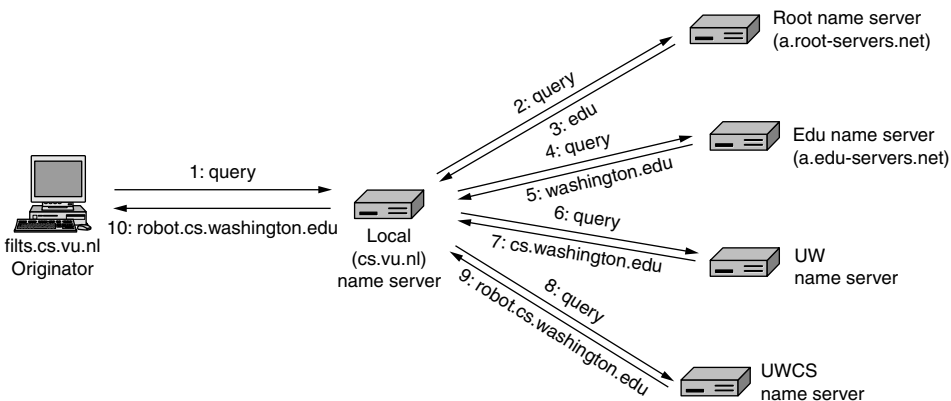 Root name server
(a.root-servers.net)
2: query
3: edu
4: query
Edu name server
(a.edu-servers.net)
5: washington.edu
1: query
6: query
10: robot.cs.washington.edu
7: cs.washington.edu
filts.cs.vu.nl
Originator
Local
(cs.vu.nl)
name server
UW
name server
8: query
9: robot.cs.washington.edu
UWCS
name server